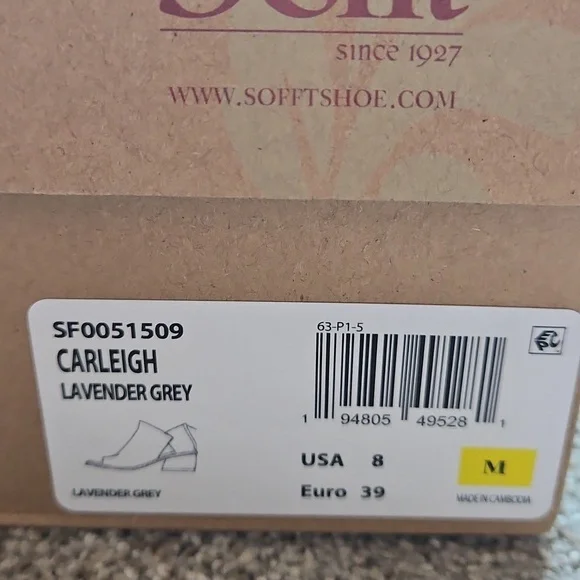 Sofft
since 1927
WWW.SOFFTSHOE.COM
SF0051509
CARLEIGH
LAVENDER GREY
LAVENDER GREY
63-P1-5
1 94805 49528 1
USA 8
Euro 39
M
MADE IN CAMBODIA